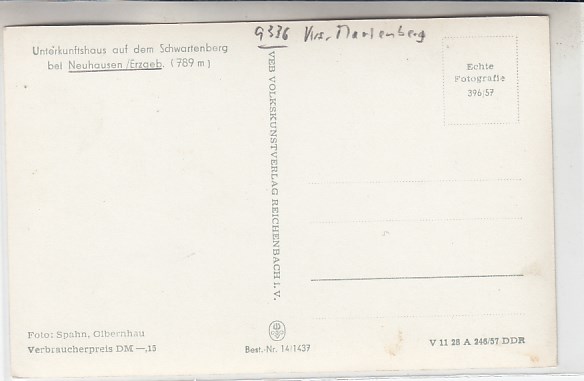 9336 Krs. Marienberg
Unterkunftshaus auf dem Schwartenberg
bei Neuhausen/Erzgeb. (789 m)
Echte
Fotografie
396/57
VEB VOLKSKUNSTVERLAG REICHENBACH I. V.
Foto: Spahn, Olbernhau
Verbraucherpreis DM —,15
Best.-Nr. 14/1437
V 11 28 A 246/57 DDR